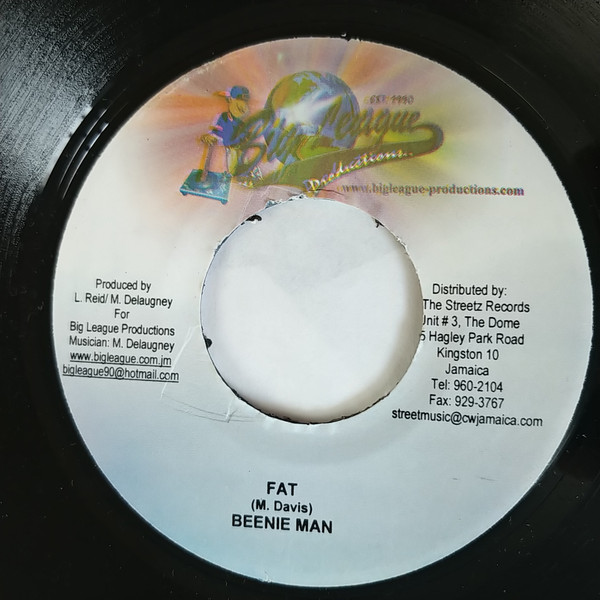 EST. 1990
Big League
Productions
www.bigleague-productions.com
Produced by
L. Reid/ M. Delaugney
For
Big League Productions
Musician: M. Delaugney
www.bigleague.com.jm
bigleague90@hotmail.com
Distributed by:
The Streetz Records
Unit # 3, The Dome
5 Hagley Park Road
Kingston 10
Jamaica
Tel: 960-2104
Fax: 929-3767
streetmusic@cwjamaica.com
FAT
(M. Davis)
BEENIE MAN